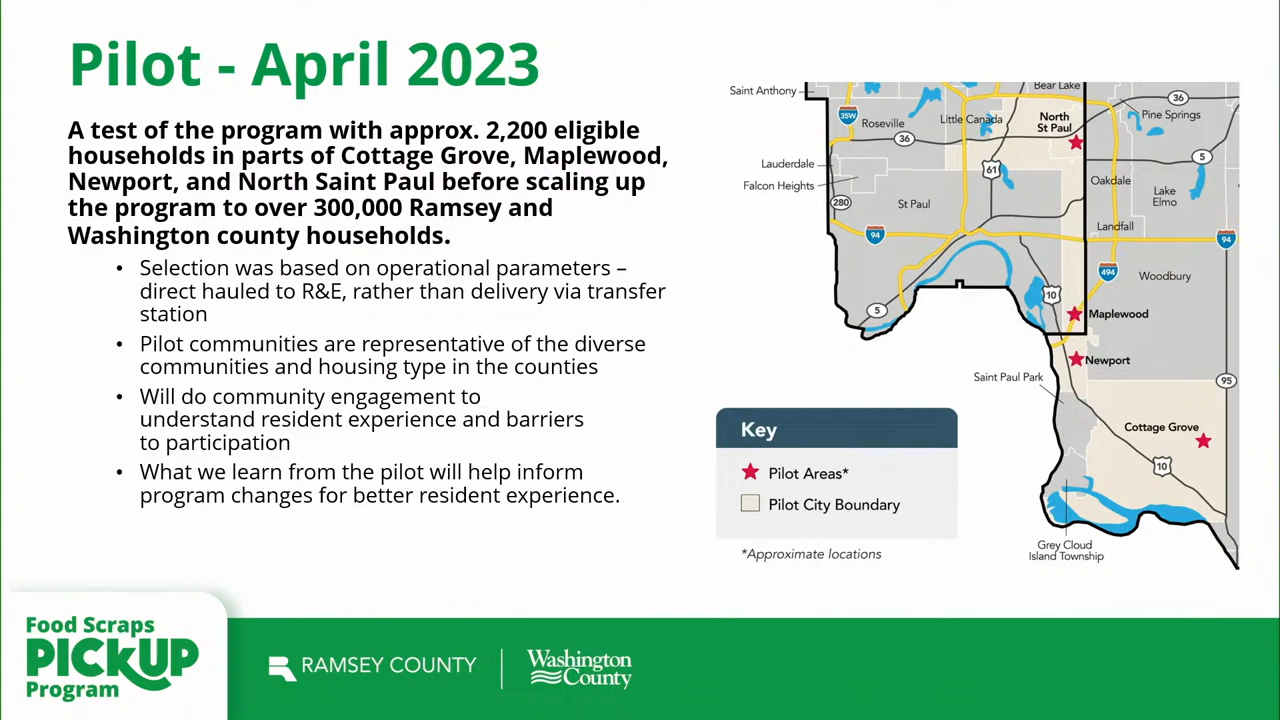 Pilot - April 2023
A test of the program with approx. 2,200 eligible
households in parts of Cottage Grove, Maplewood,
Newport, and North Saint Paul before scaling up
the program to over 300,000 Ramsey and
Washington county households.
• Selection was based on operational parameters –
direct hauled to R&E, rather than delivery via transfer
station
• Pilot communities are representative of the diverse
communities and housing type in the counties
• Will do community engagement to
understand resident experience and barriers
to participation
• What we learn from the pilot will help inform
program changes for better resident experience.
Saint Anthony
Bear Lake
36
35W
Roseville
Little Canada
North
St Paul
Pine Springs
36
5
Lauderdale
61
Falcon Heights
Oakdale
Lake
Elmo
280
St Paul
Landfall
94
94
494
Woodbury
10
5
Maplewood
Newport
Saint Paul Park
95
Cottage Grove
10
Grey Cloud
Island Township
Key
Pilot Areas*
Pilot City Boundary
*Approximate locations
Food Scraps
PICKUP
Program
RAMSEY COUNTY
Washington
County